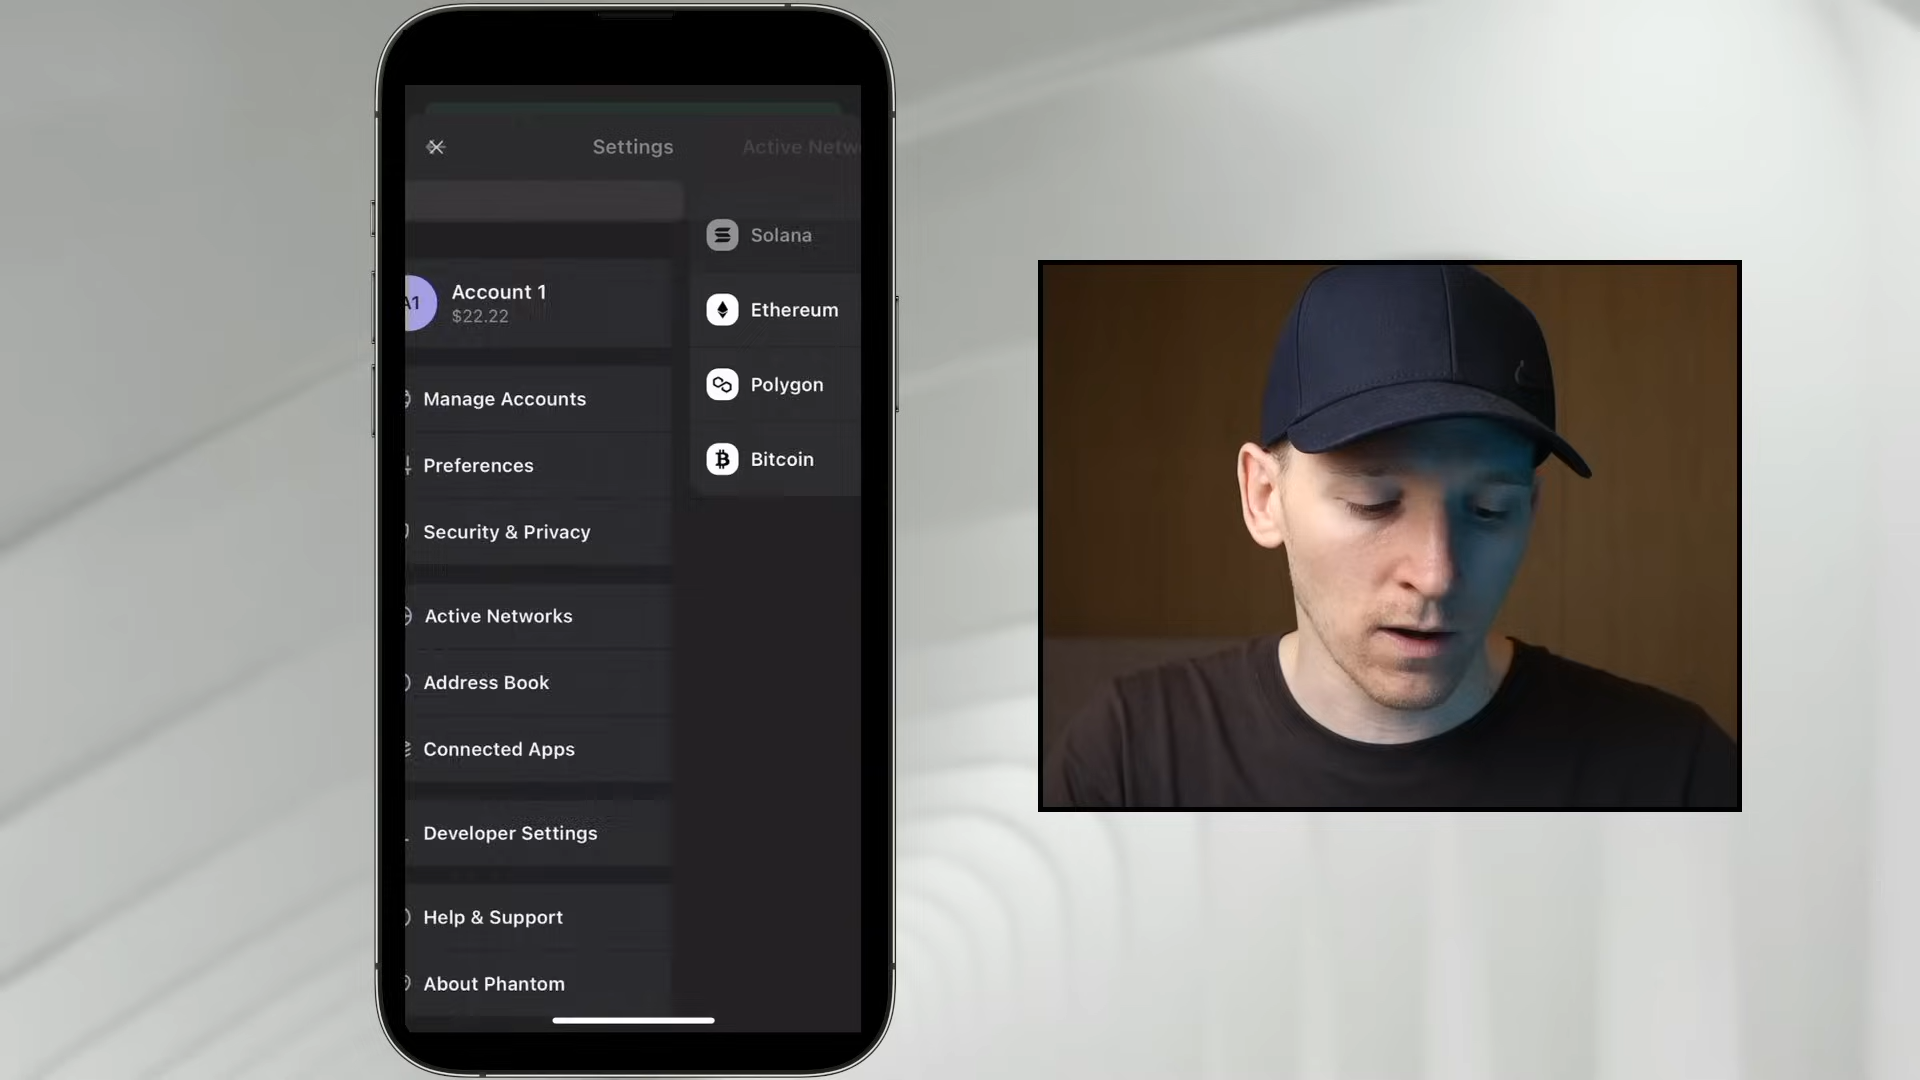 Settings
Active Netw
Solana
A1
Account 1
$22.22
Ethereum
Polygon
Manage Accounts
Bitcoin
Preferences
Security & Privacy
Active Networks
Address Book
Connected Apps
Developer Settings
Help & Support
About Phantom